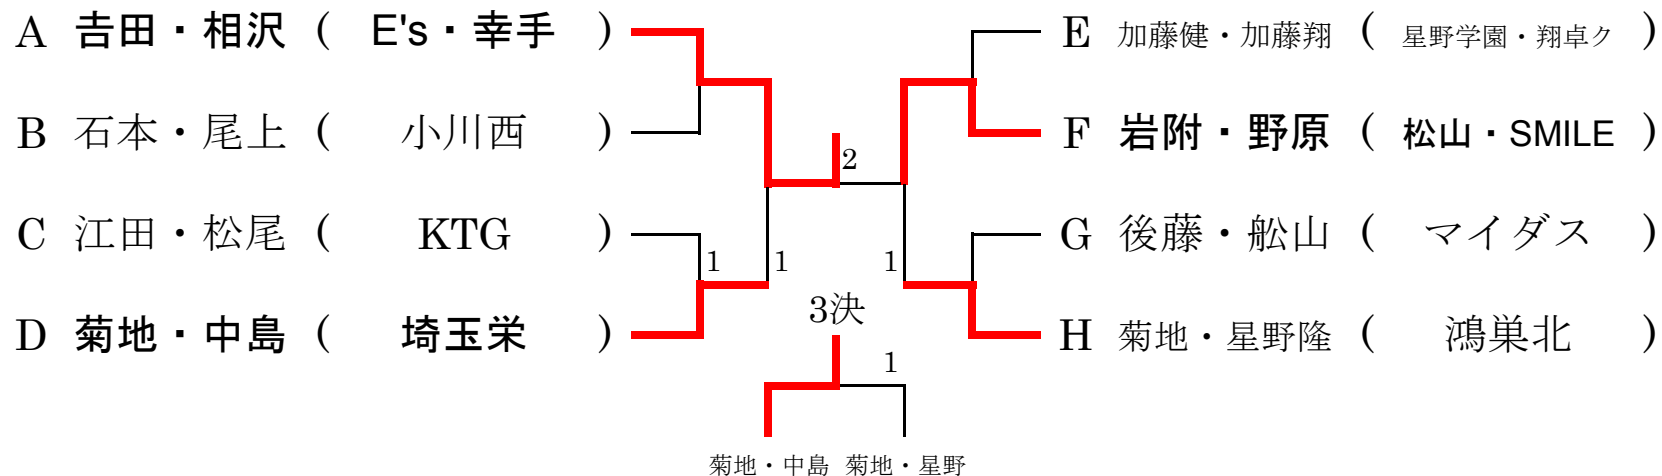 A 吉田・相沢 ( E's・幸手 )
B 石本・尾上 ( 小川西 )
C 江田・松尾 ( KTG )
D 菊地・中島 ( 埼玉栄 )
E 加藤健・加藤翔 ( 星野学園・翔卓ク )
F 岩附・野原 ( 松山・SMILE )
G 後藤・舩山 ( マイダス )
H 菊地・星野隆 ( 鴻巣北 )
2
1
1
1
3決
1
菊地・中島 菊地・星野